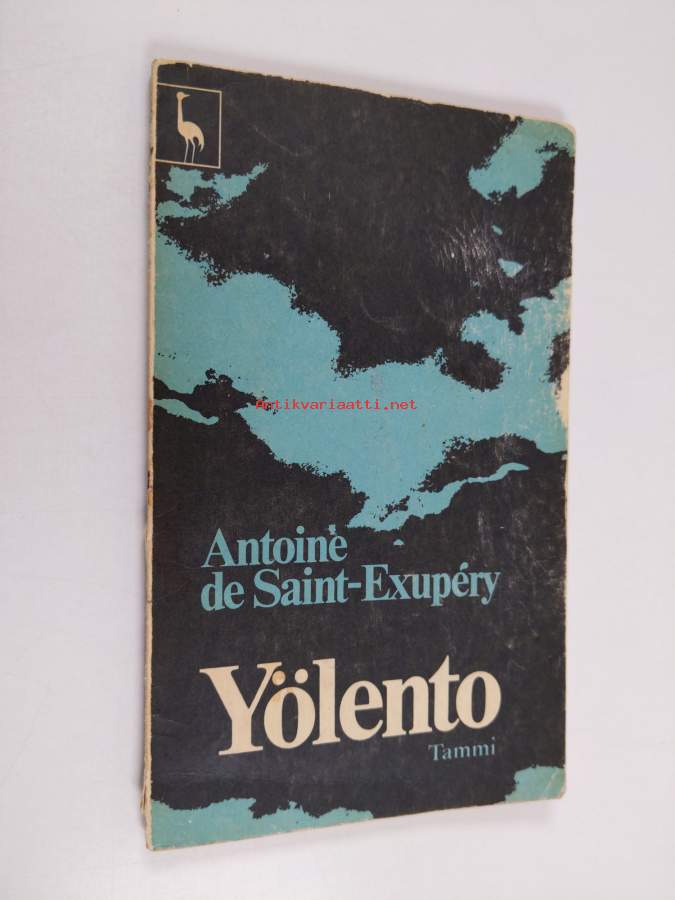 Antikvariaatti.net
Antoine
de Saint-Exupéry
Yölento
Tammi